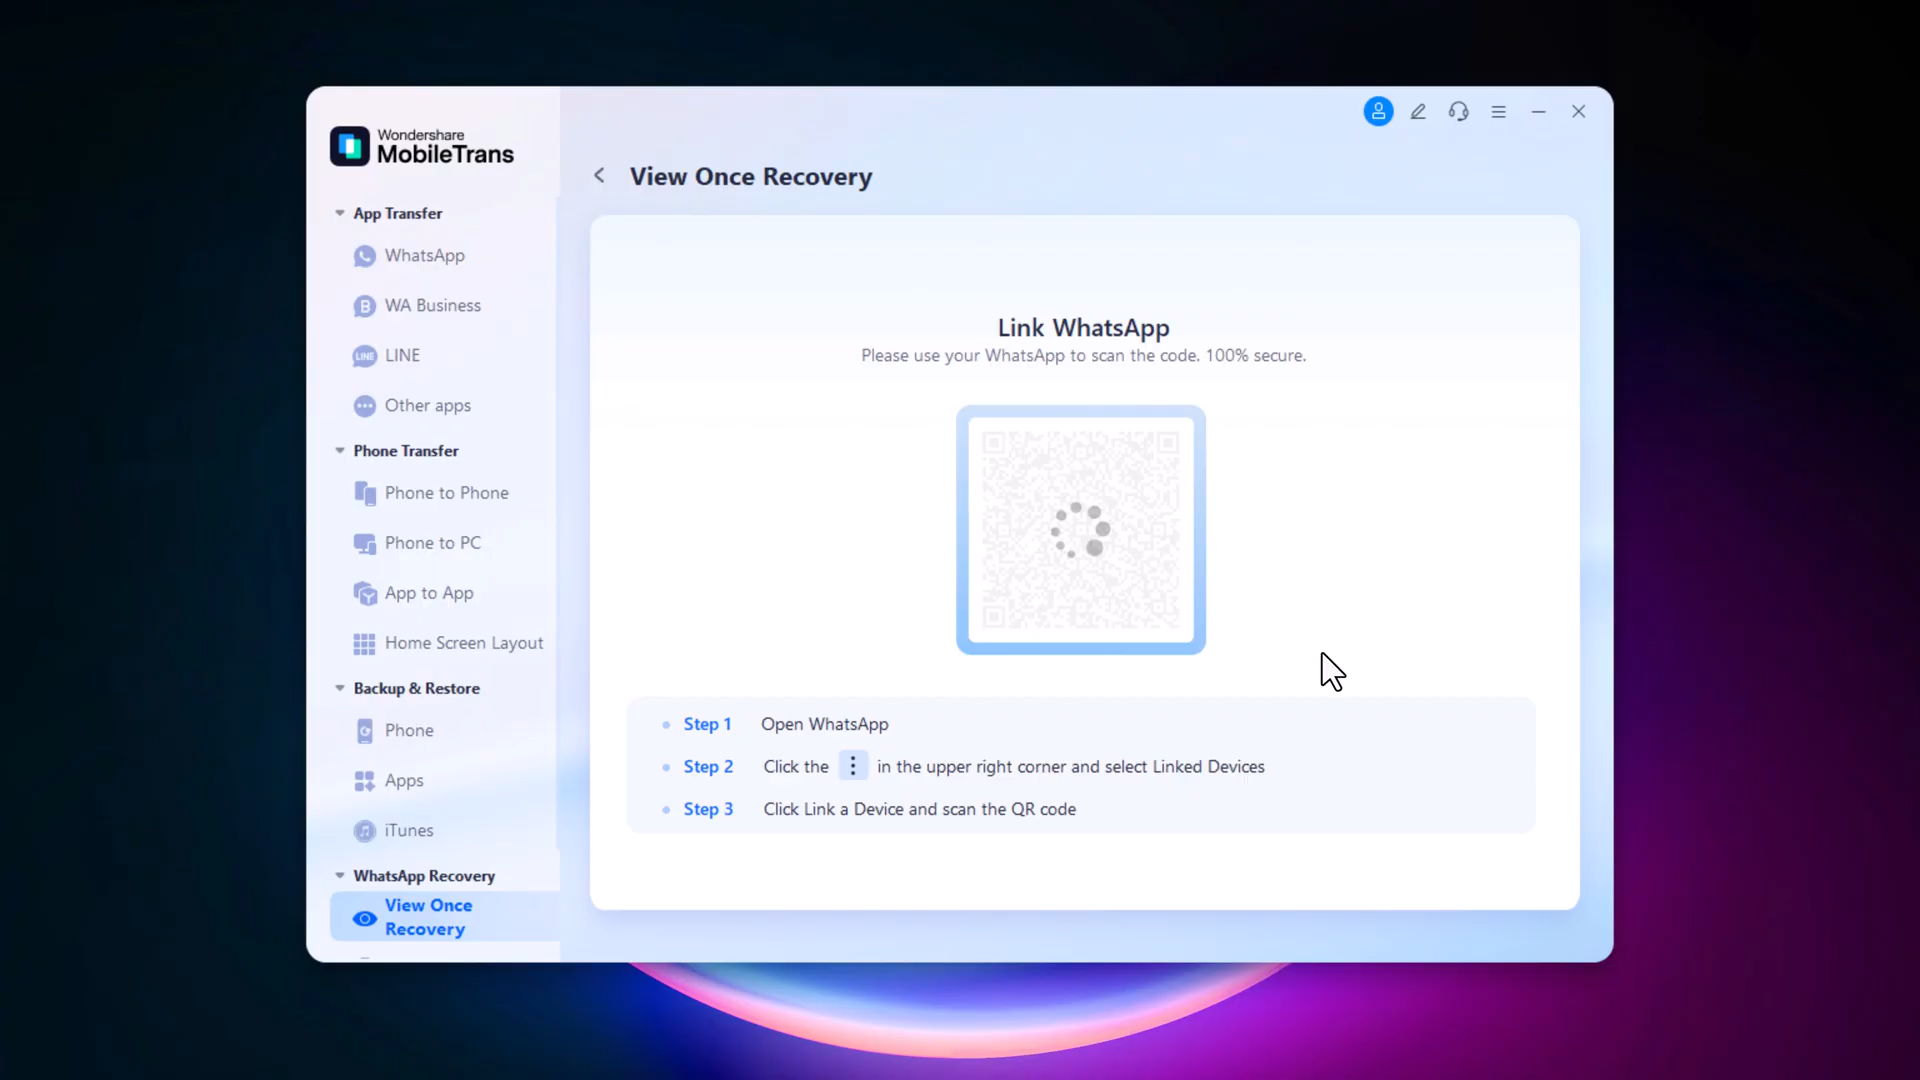 Wondershare
MobileTrans
App Transfer
WhatsApp
WA Business
LINE
LINE
Other apps
Phone Transfer
Phone to Phone
Phone to PC
App to App
Home Screen Layout
Backup & Restore
Phone
Apps
iTunes
WhatsApp Recovery
View Once
Recovery
View Once Recovery
Link WhatsApp
Please use your WhatsApp to scan the code. 100% secure.
Step 1 Open WhatsApp
Step 2 Click the ⋮ in the upper right corner and select Linked Devices
Step 3 Click Link a Device and scan the QR code